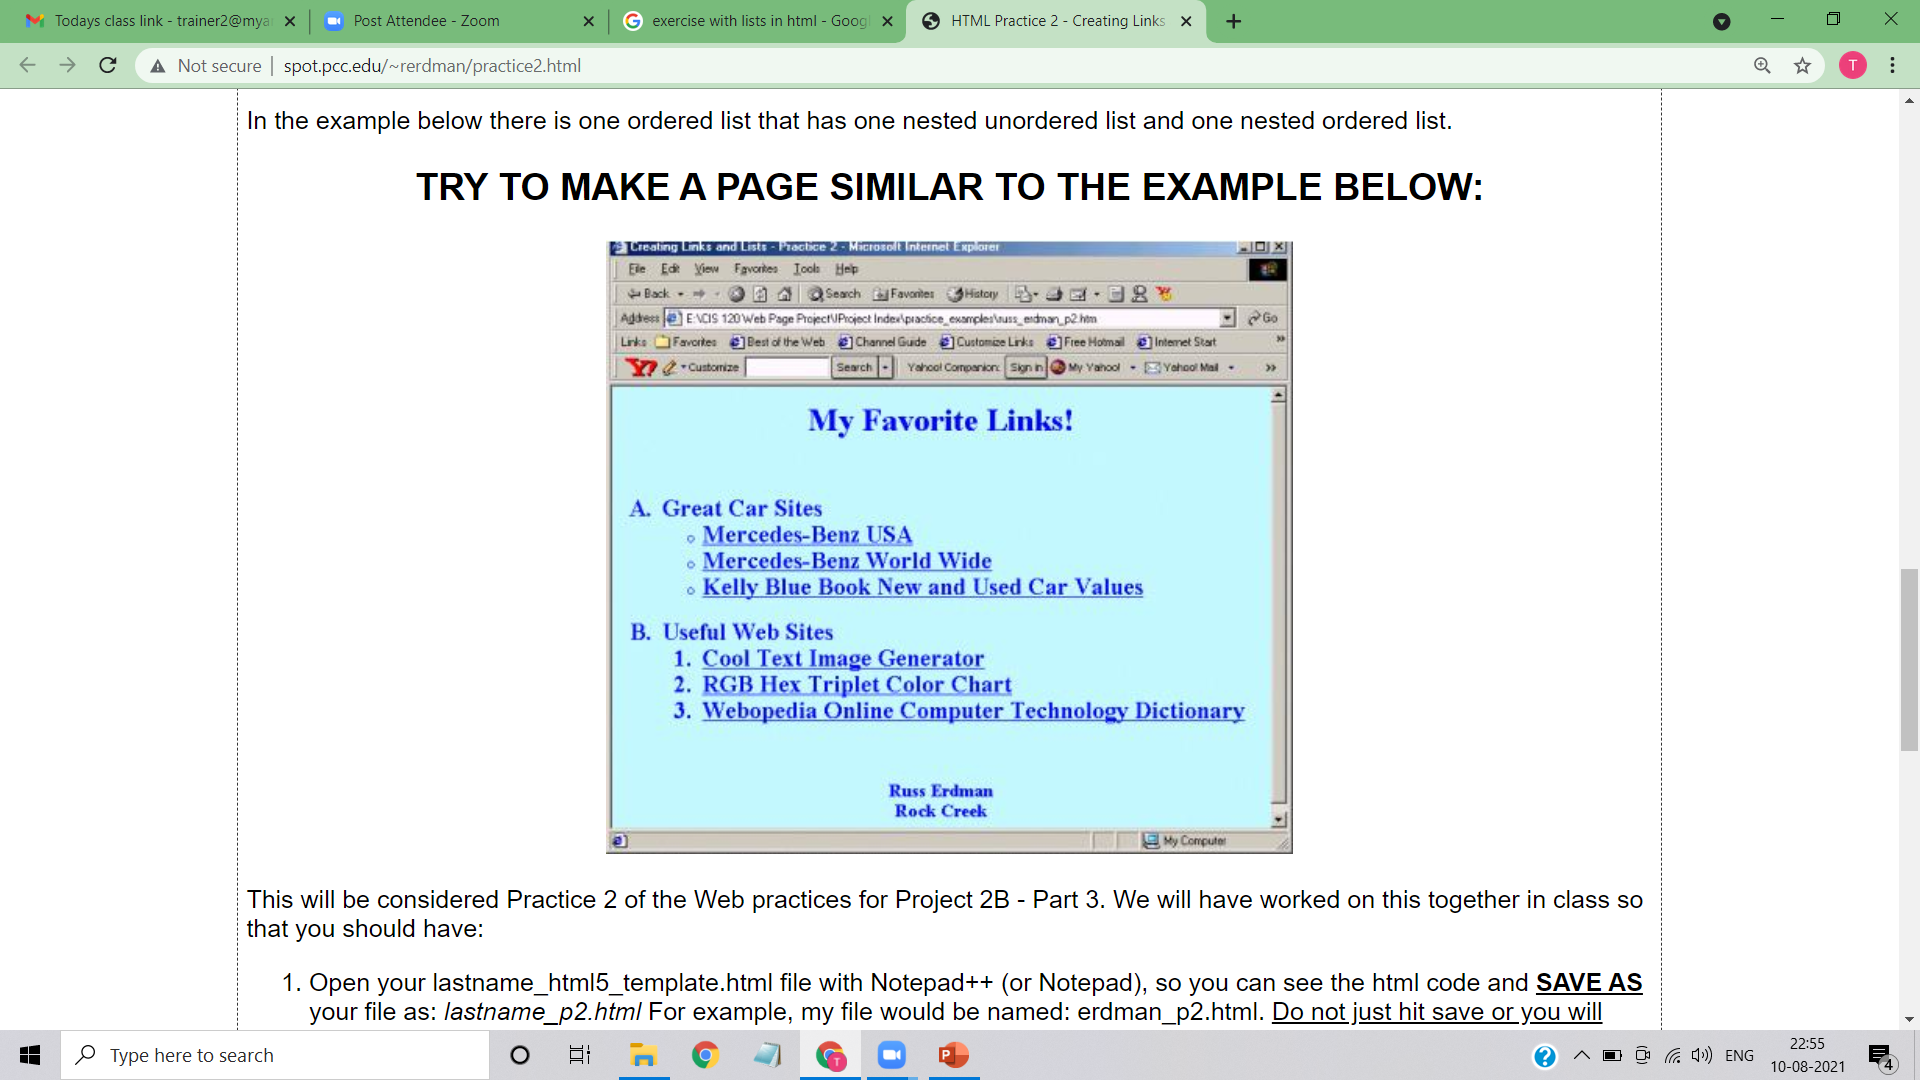 Todays class link - trainer2@mya
Post Attendee - Zoom
exercise with lists in html - Goog
HTML Practice 2 - Creating Links
Not secure
spot.pcc.edu/~rerdman/practice2.html
T
In the example below there is one ordered list that has one nested unordered list and one nested ordered list.
TRY TO MAKE A PAGE SIMILAR TO THE EXAMPLE BELOW:
Creating Links and Lists - Practice 2 - Microsoft Internet Explorer
File Edit View Favorites Tools Help
Back Search Favorites History
Address E:\CIS 120 Web Page Project\!Project Index\practice_examples\russ_erdman_p2.htm Go
Links Favorites Best of the Web Channel Guide Customize Links Free Hotmail Internet Start
Y! Customize Search Yahoo! Companion: Sign in My Yahoo! Yahoo! Mail
My Favorite Links!
A. Great Car Sites
Mercedes-Benz USA
Mercedes-Benz World Wide
Kelly Blue Book New and Used Car Values
B. Useful Web Sites
1. Cool Text Image Generator
2. RGB Hex Triplet Color Chart
3. Webopedia Online Computer Technology Dictionary
Russ Erdman
Rock Creek
My Computer
This will be considered Practice 2 of the Web practices for Project 2B - Part 3. We will have worked on this together in class so
that you should have:
1. Open your lastname_html5_template.html file with Notepad++ (or Notepad), so you can see the html code and SAVE AS
your file as: lastname_p2.html For example, my file would be named: erdman_p2.html. Do not just hit save or you will
Type here to search
ENG
22:55
10-08-2021
4